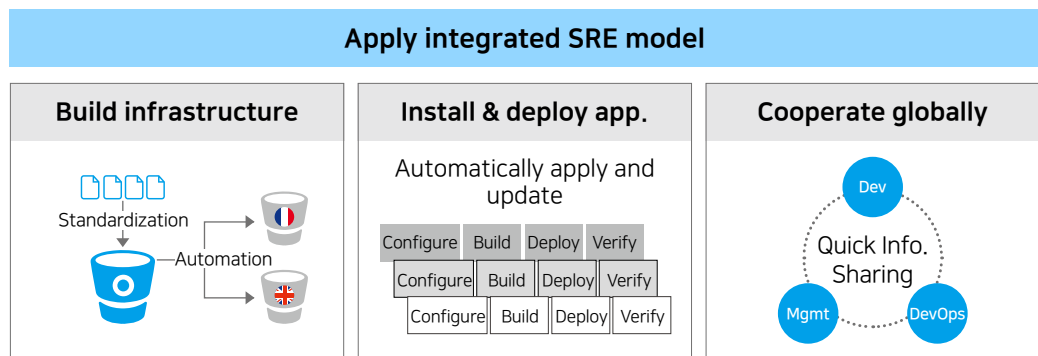 Apply integrated SRE model
Build infrastructure
Standardization
Automation
Install & deploy app.
Automatically apply and
update
Configure Build Deploy Verify
Configure Build Deploy Verify
Configure Build Deploy Verify
Cooperate globally
Dev
Quick Info.
Sharing
Mgmt DevOps